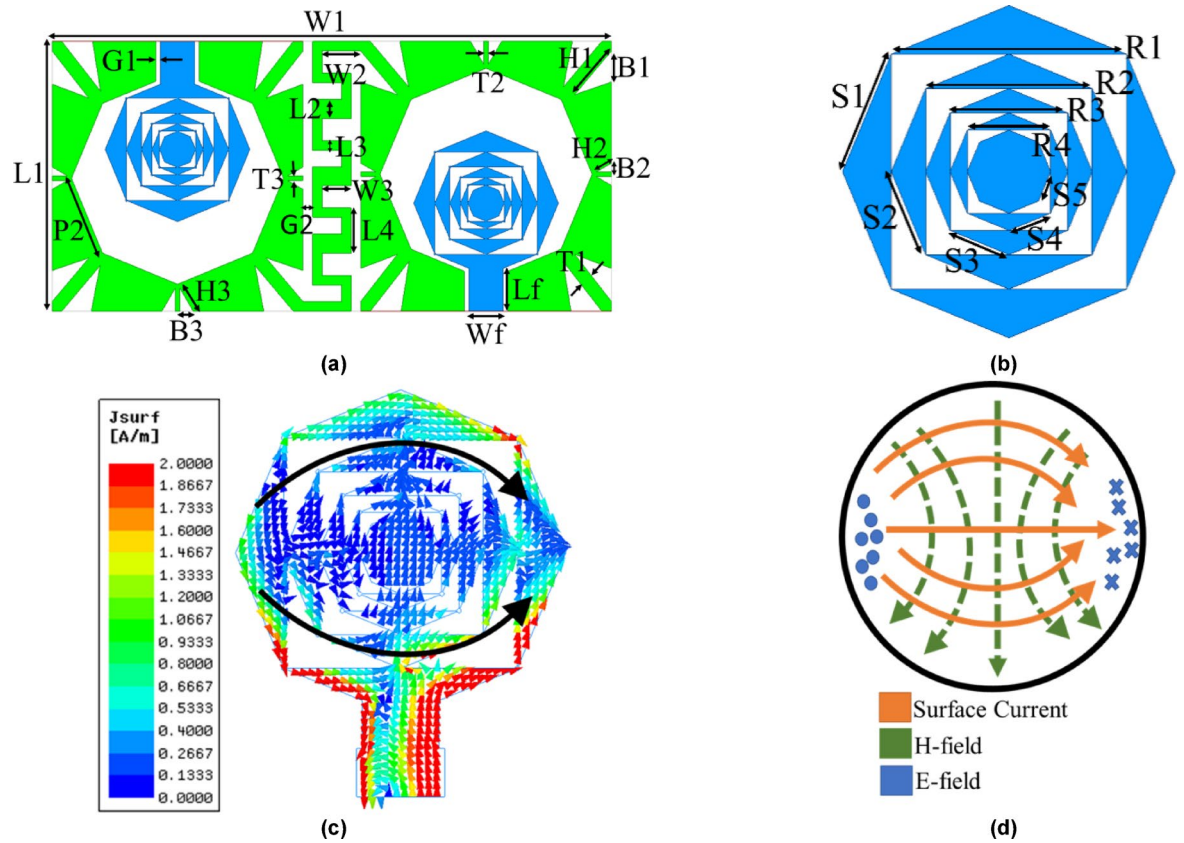 W1
G1
W2
T2
H1
B1
L2
L3
H2
B2
L1
T3
W3
G2
P2
L4
T1
H3
Lf
B3
Wf
(a)
R1
R2
S1
R3
R4
S5
S2
S4
S3
(b)
Jsurf
[A/m]
2.0000
1.8667
1.7333
1.6000
1.4667
1.3333
1.2000
1.0667
0.9333
0.8000
0.6667
0.5333
0.4000
0.2667
0.1333
0.0000
(c)
Surface Current
H-field
E-field
(d)